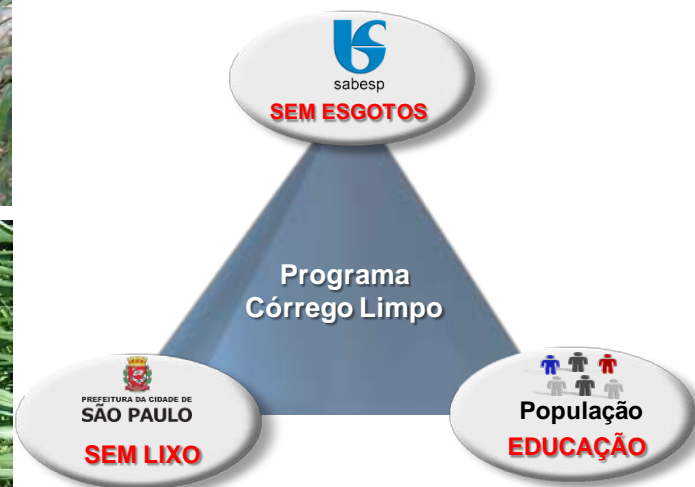 sabesp
SEM ESGOTOS
Programa
Córrego Limpo
PREFEITURA DA CIDADE DE
SÃO PAULO
SEM LIXO
População
EDUCAÇÃO